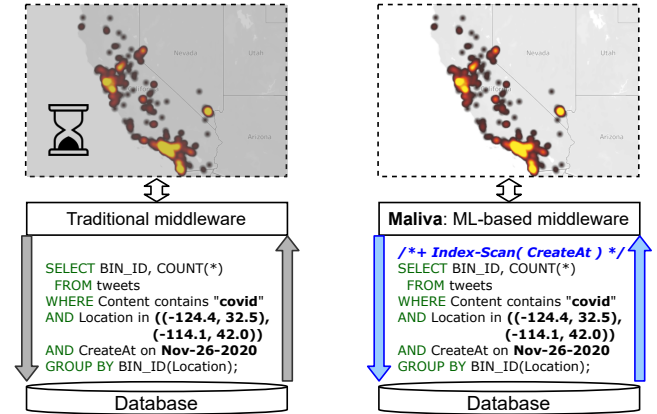 Nevada
Utah
California
Arizona
Traditional middleware
SELECT BIN_ID, COUNT(*)
FROM tweets
WHERE Content contains "covid"
AND Location in ((-124.4, 32.5),
(-114.1, 42.0))
AND CreateAt on Nov-26-2020
GROUP BY BIN_ID(Location);
Database
Nevada
Utah
California
Arizona
Maliva: ML-based middleware
/*+ Index-Scan( CreateAt ) */
SELECT BIN_ID, COUNT(*)
FROM tweets
WHERE Content contains "covid"
AND Location in ((-124.4, 32.5),
(-114.1, 42.0))
AND CreateAt on Nov-26-2020
GROUP BY BIN_ID(Location);
Database